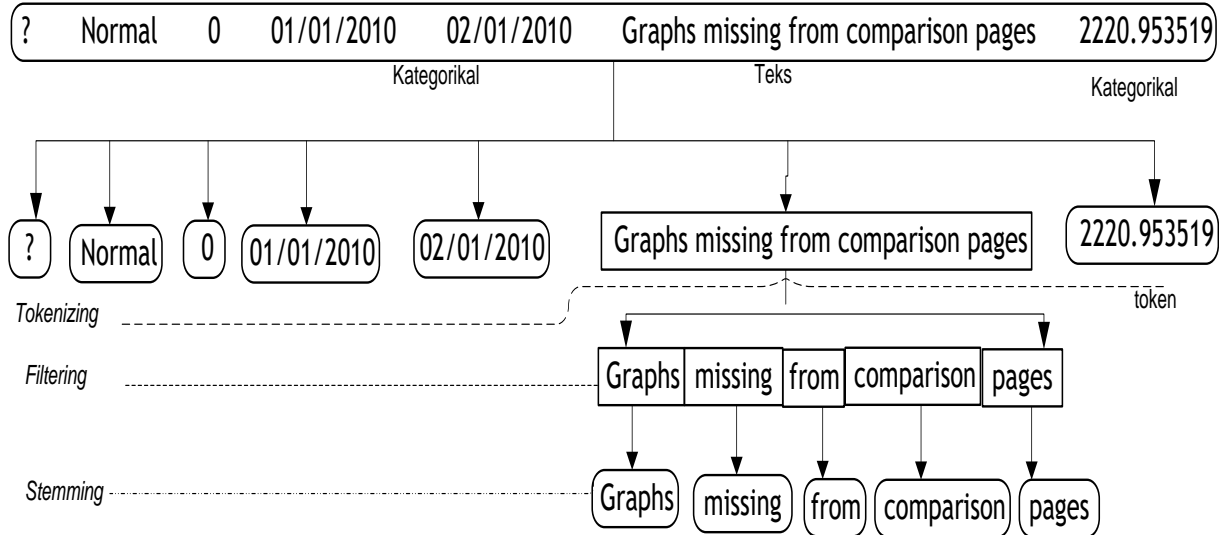 ? Normal 0 01/01/2010 02/01/2010 Graphs missing from comparison pages 2220.953519
Kategorikal Teks Kategorikal
? Normal 0 01/01/2010 02/01/2010 Graphs missing from comparison pages 2220.953519
Tokenizing token
Filtering Graphs missing from comparison pages
Stemming Graphs missing from comparison pages